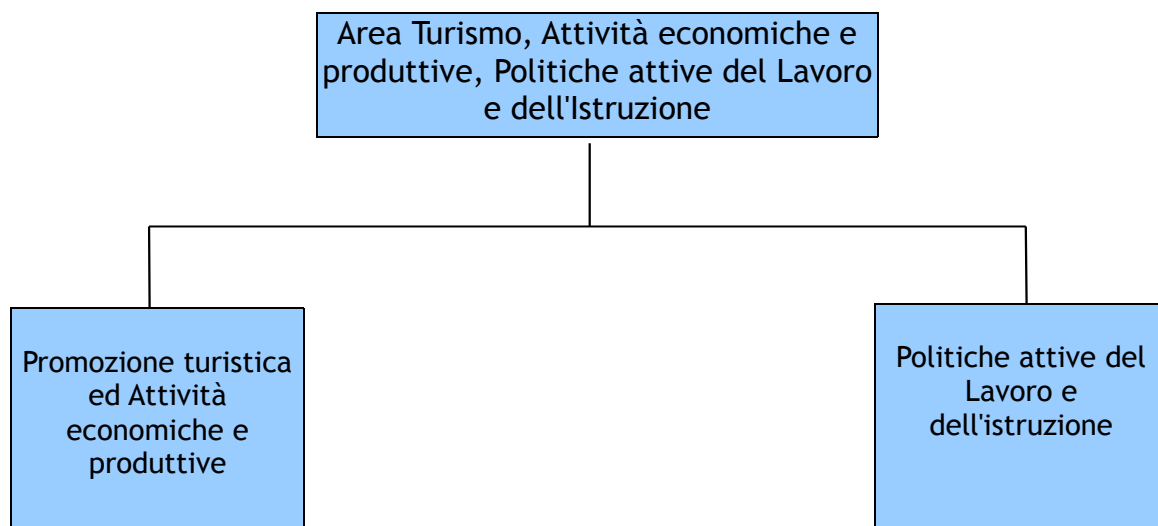 Area Turismo, Attività economiche e
produttive, Politiche attive del Lavoro
e dell'Istruzione
Promozione turistica
ed Attività
economiche e
produttive
Politiche attive del
Lavoro e
dell'istruzione